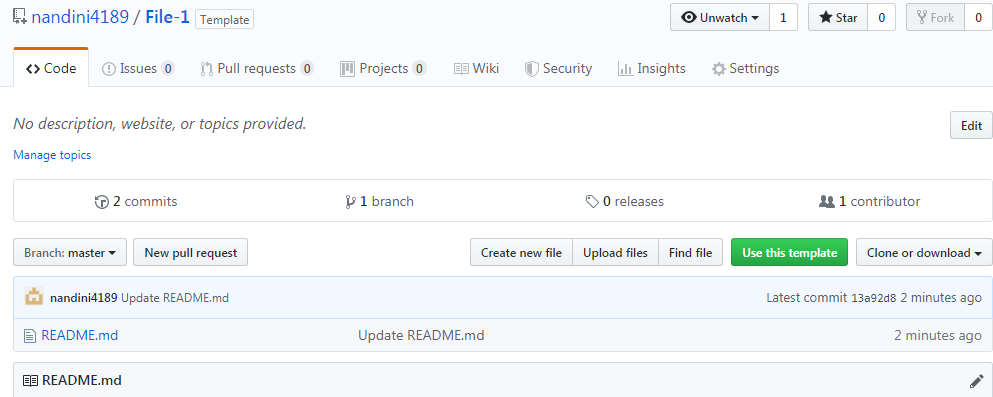 nandini4189 / File-1 Template Unwatch 1 Star 0 Fork 0
Code Issues 0 Pull requests 0 Projects 0 Wiki Security Insights Settings
No description, website, or topics provided. Edit
Manage topics
2 commits 1 branch 0 releases 1 contributor
Branch: master New pull request Create new file Upload files Find file Use this template Clone or download
nandini4189 Update README.md Latest commit 13a92d8 2 minutes ago
README.md Update README.md 2 minutes ago
README.md